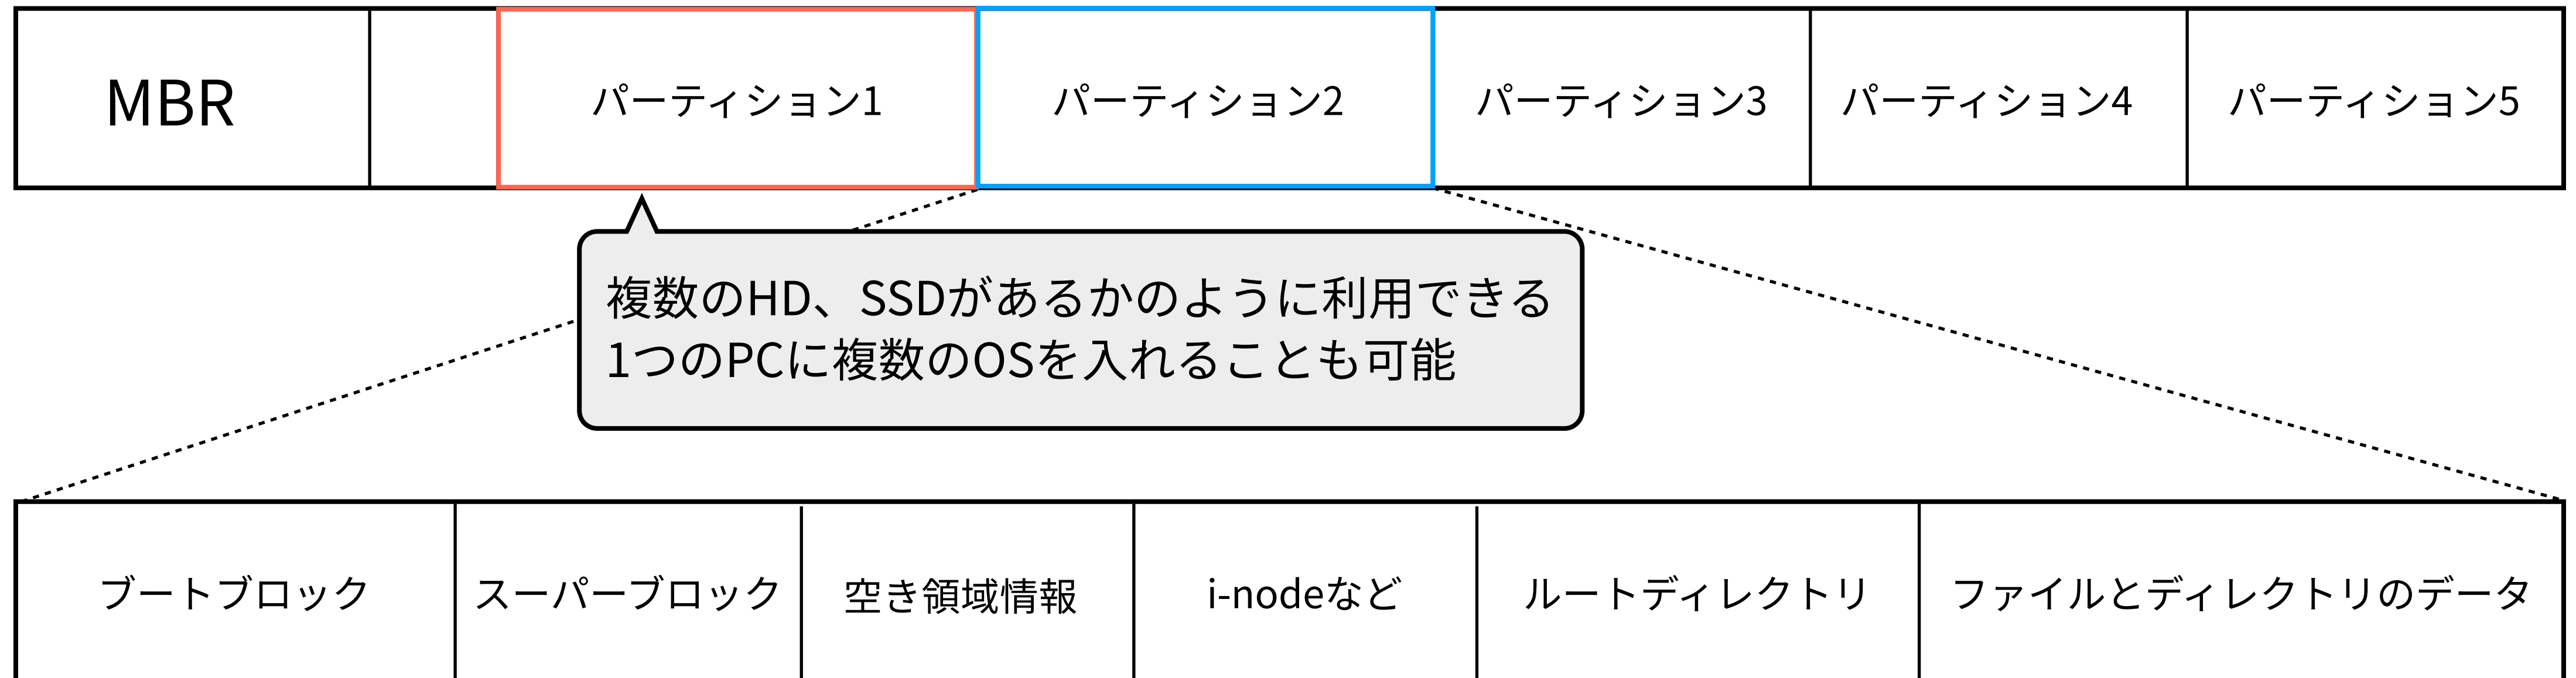 MBR
パーティション1
パーティション2
パーティション3
パーティション4
パーティション5
複数のHD、SSDがあるかのように利用できる
1つのPCに複数のOSを入れることも可能
ブートブロック
スーパーブロック
空き領域情報
i-nodeなど
ルートディレクトリ
ファイルとディレクトリのデータ